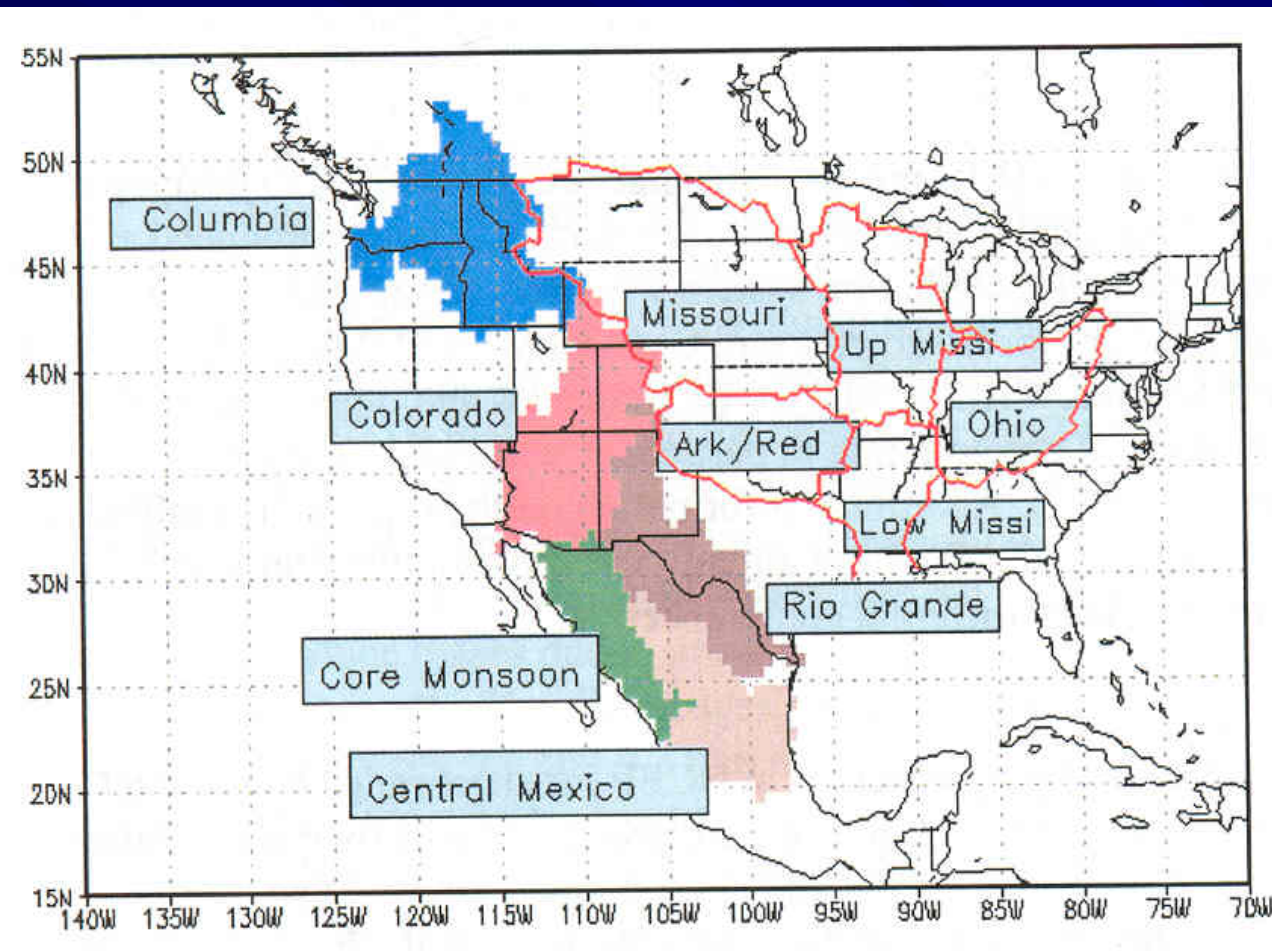 55N
50N
Columbia
45N
Missouri
Up Missi
40N
Colorado
Ohio
Ark/Red
35N
Low Missi
30N
Rio Grande
Core Monsoon
25N
Central Mexico
20N
15N
140W 135W 130W 125W 120W 115W 110W 105W 100W 95W 90W 85W 80W 75W 70W